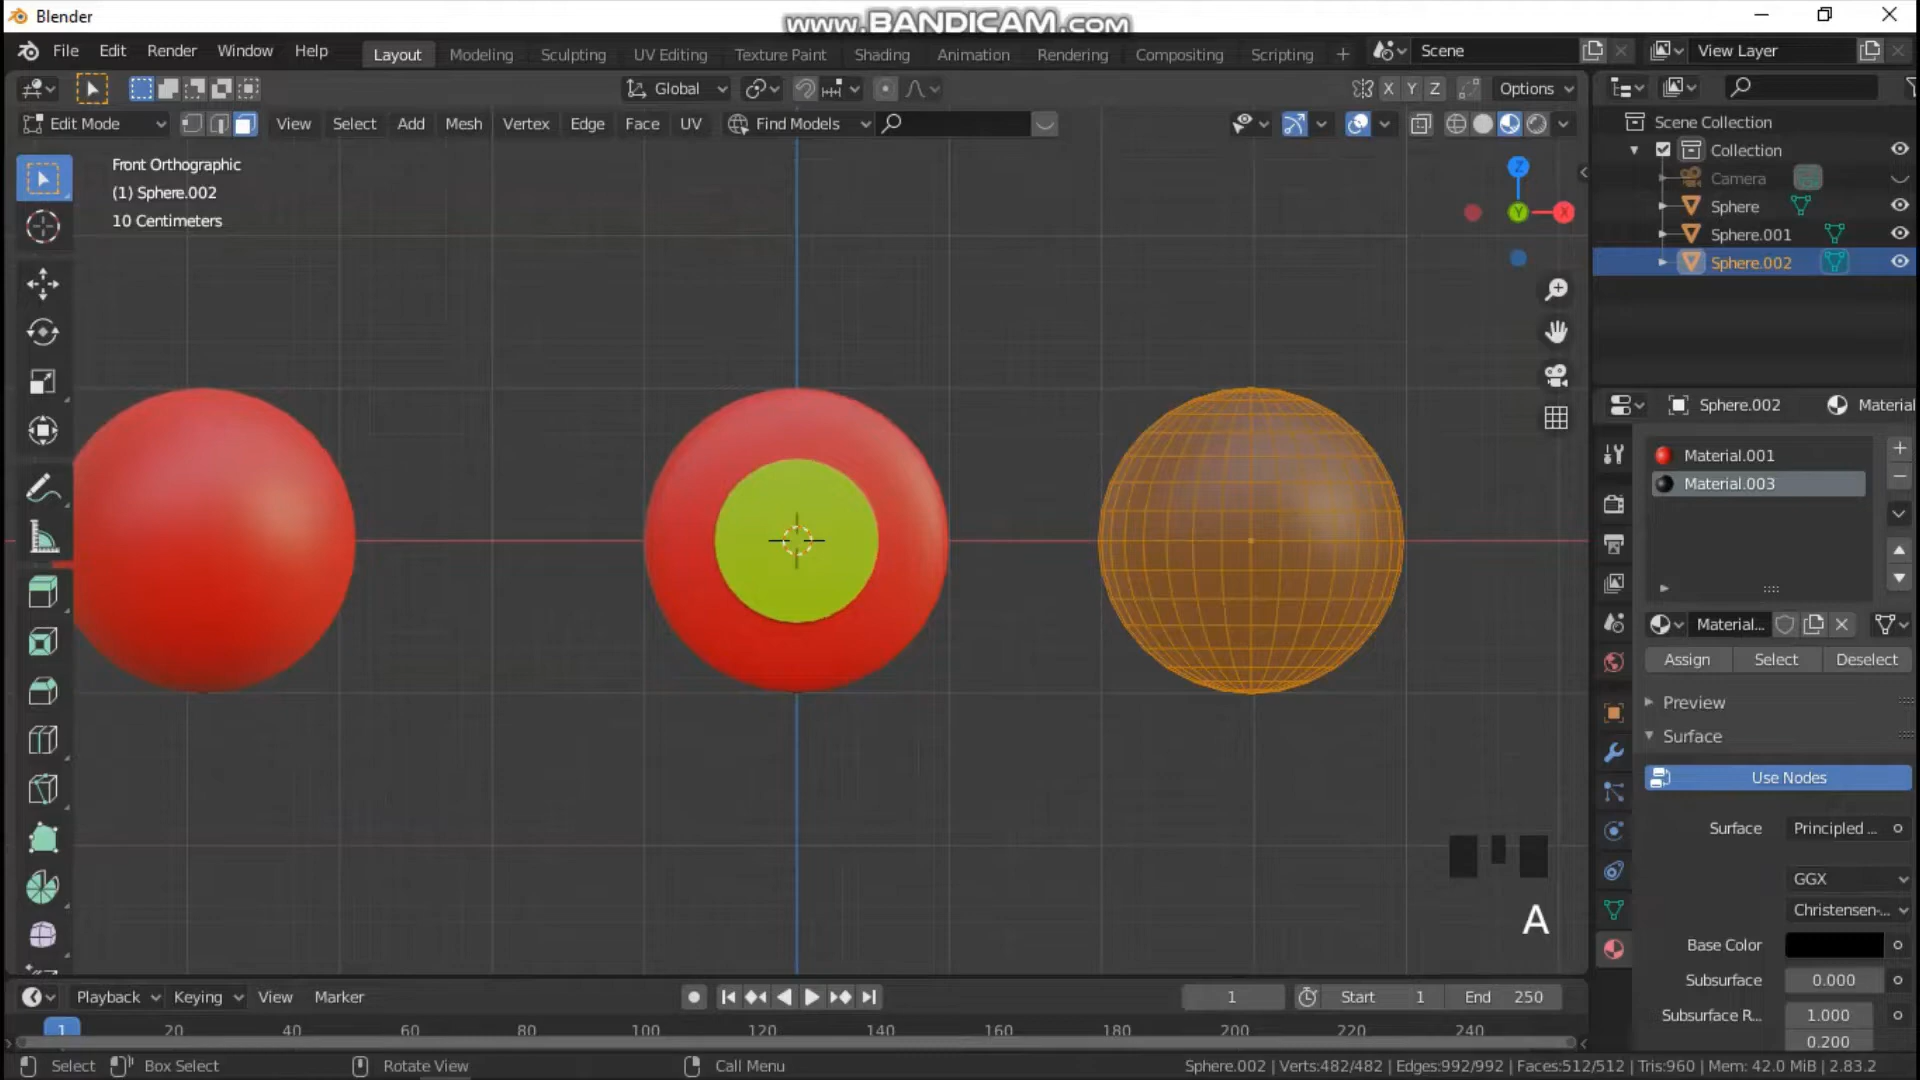 Blender
www.BANDICAM.com
File Edit Render Window Help
Layout Modeling Sculpting UV Editing Texture Paint Shading Animation Rendering Compositing Scripting +
Scene
View Layer
Global
X Y Z
Options
Edit Mode
View Select Add Mesh Vertex Edge Face UV
Find Models
Front Orthographic
(1) Sphere.002
10 Centimeters
Z
Y
X
Scene Collection
Collection
Camera
Sphere
Sphere.001
Sphere.002
Sphere.002
Material
Material.001
Material.003
Material...
Assign Select Deselect
Preview
Surface
Use Nodes
Surface Principled ...
GGX
Christensen-...
Base Color
Subsurface 0.000
Subsurface R... 1.000
0.200
A
Playback Keying View Marker
1
Start 1
End 250
1 20 40 60 80 100 120 140 160 180 200 220 240
Select Box Select Rotate View Call Menu
Sphere.002 | Verts:482/482 | Edges:992/992 | Faces:512/512 | Tris:960 | Mem: 42.0 MiB | 2.83.2